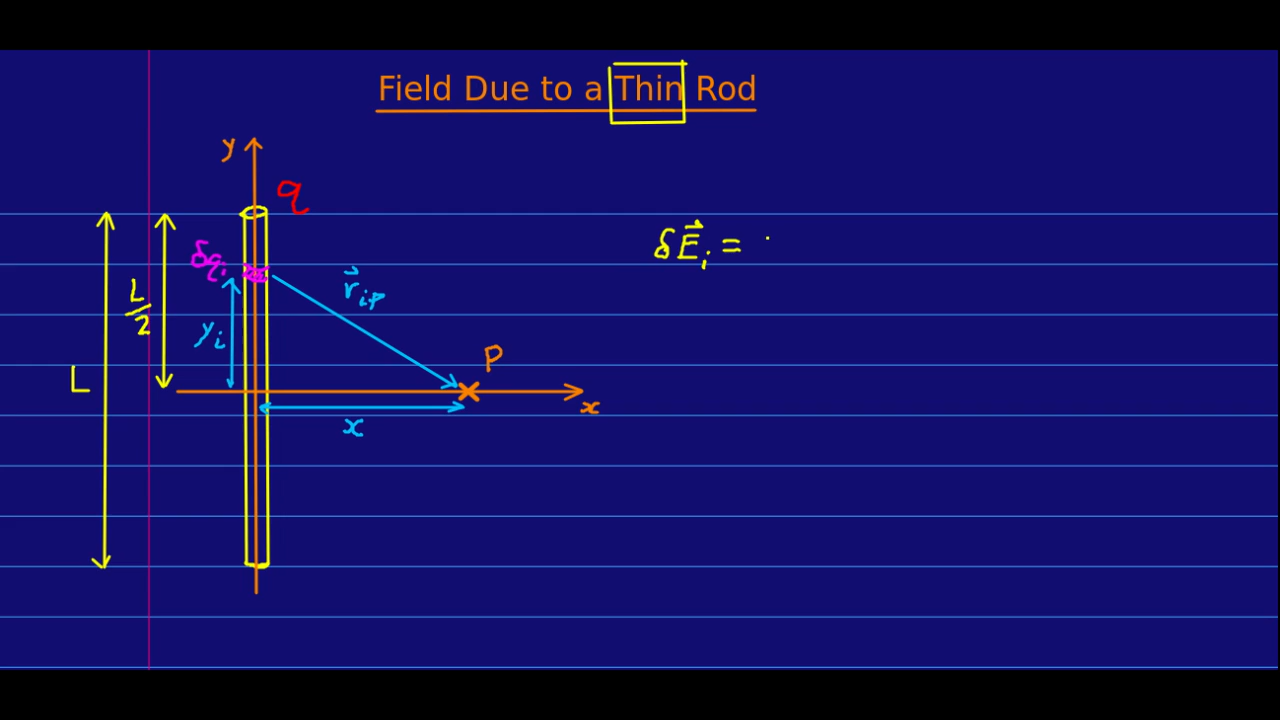 Field Due to a Thin Rod
y
q
δqᵢ
δE⃗ᵢ =
L/2
r⃗ᵢₚ
yᵢ
P
L
x
x